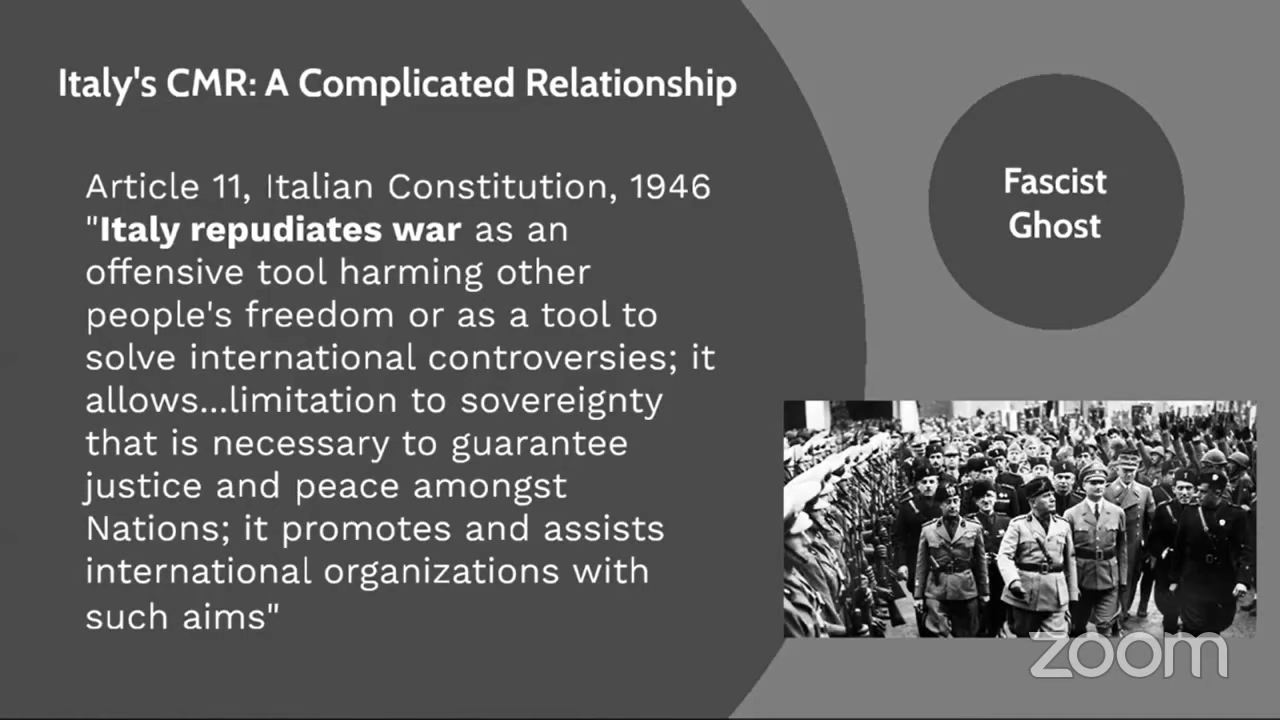 Italy's CMR: A Complicated Relationship
Article 11, Italian Constitution, 1946
"Italy repudiates war as an
offensive tool harming other
people's freedom or as a tool to
solve international controversies; it
allows...limitation to sovereignty
that is necessary to guarantee
justice and peace amongst
Nations; it promotes and assists
international organizations with
such aims"
Fascist
Ghost
zoom